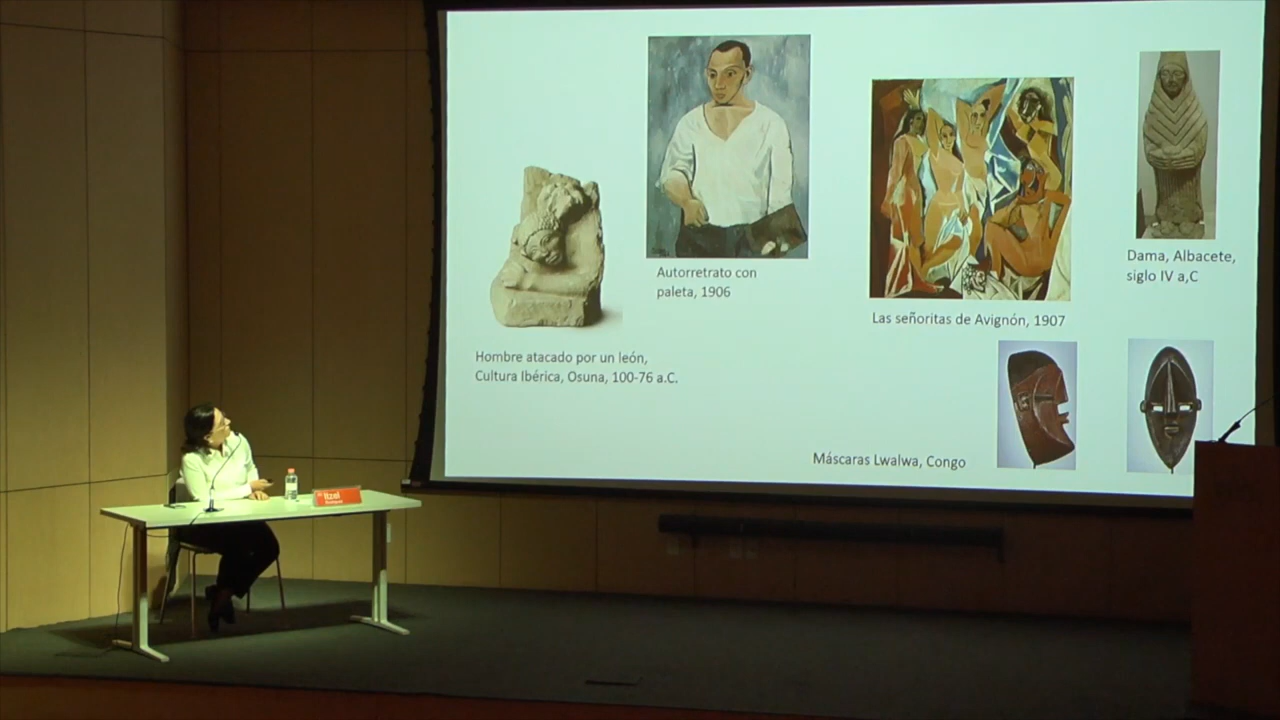 Autorretrato con
paleta, 1906
Las señoritas de Avignón, 1907
Dama, Albacete,
siglo IV a,C
Hombre atacado por un león,
Cultura Ibérica, Osuna, 100-76 a.C.
Máscaras Lwalwa, Congo
Itzel